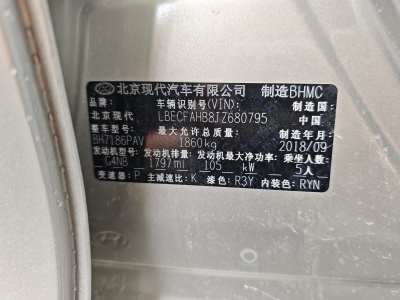 北京现代汽车有限公司 制造BHMC
品牌: 车辆识别号(VIN): 制造国:
北京现代 LBECFAHB8JZ680795 中国
整车型号: 最大允许总质量: 制造年月:
BH7186PAV 1860kg 2018/09
发动机型号: 发动机排量: 发动机最大净功率: 乘坐人数
G4NB 1797ml 105 kW 5人
变速器: P 主减速比: K 漆色: R3Y 内装色: RYN